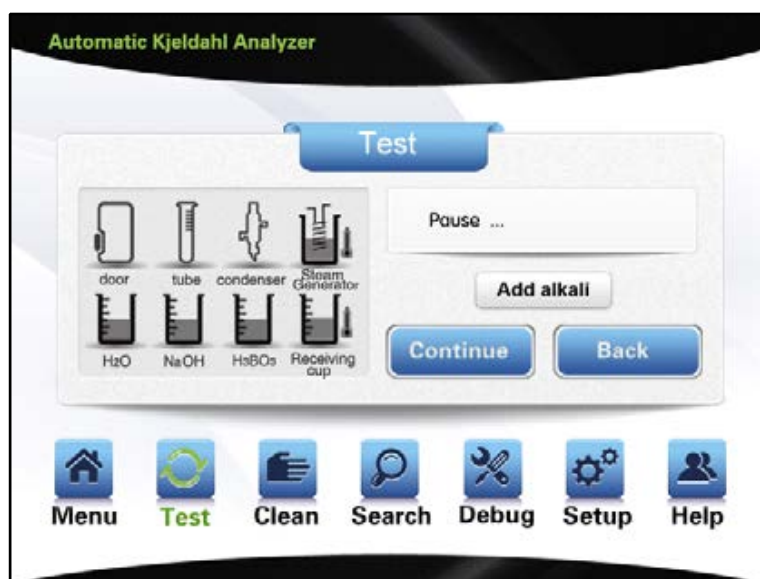 Automatic Kjeldahl Analyzer
Test
Pause ...
door tube condenser Steam Generator
Add alkali
H2O NaOH H3BO3 Receiving cup
Continue Back
Menu Test Clean Search Debug Setup Help